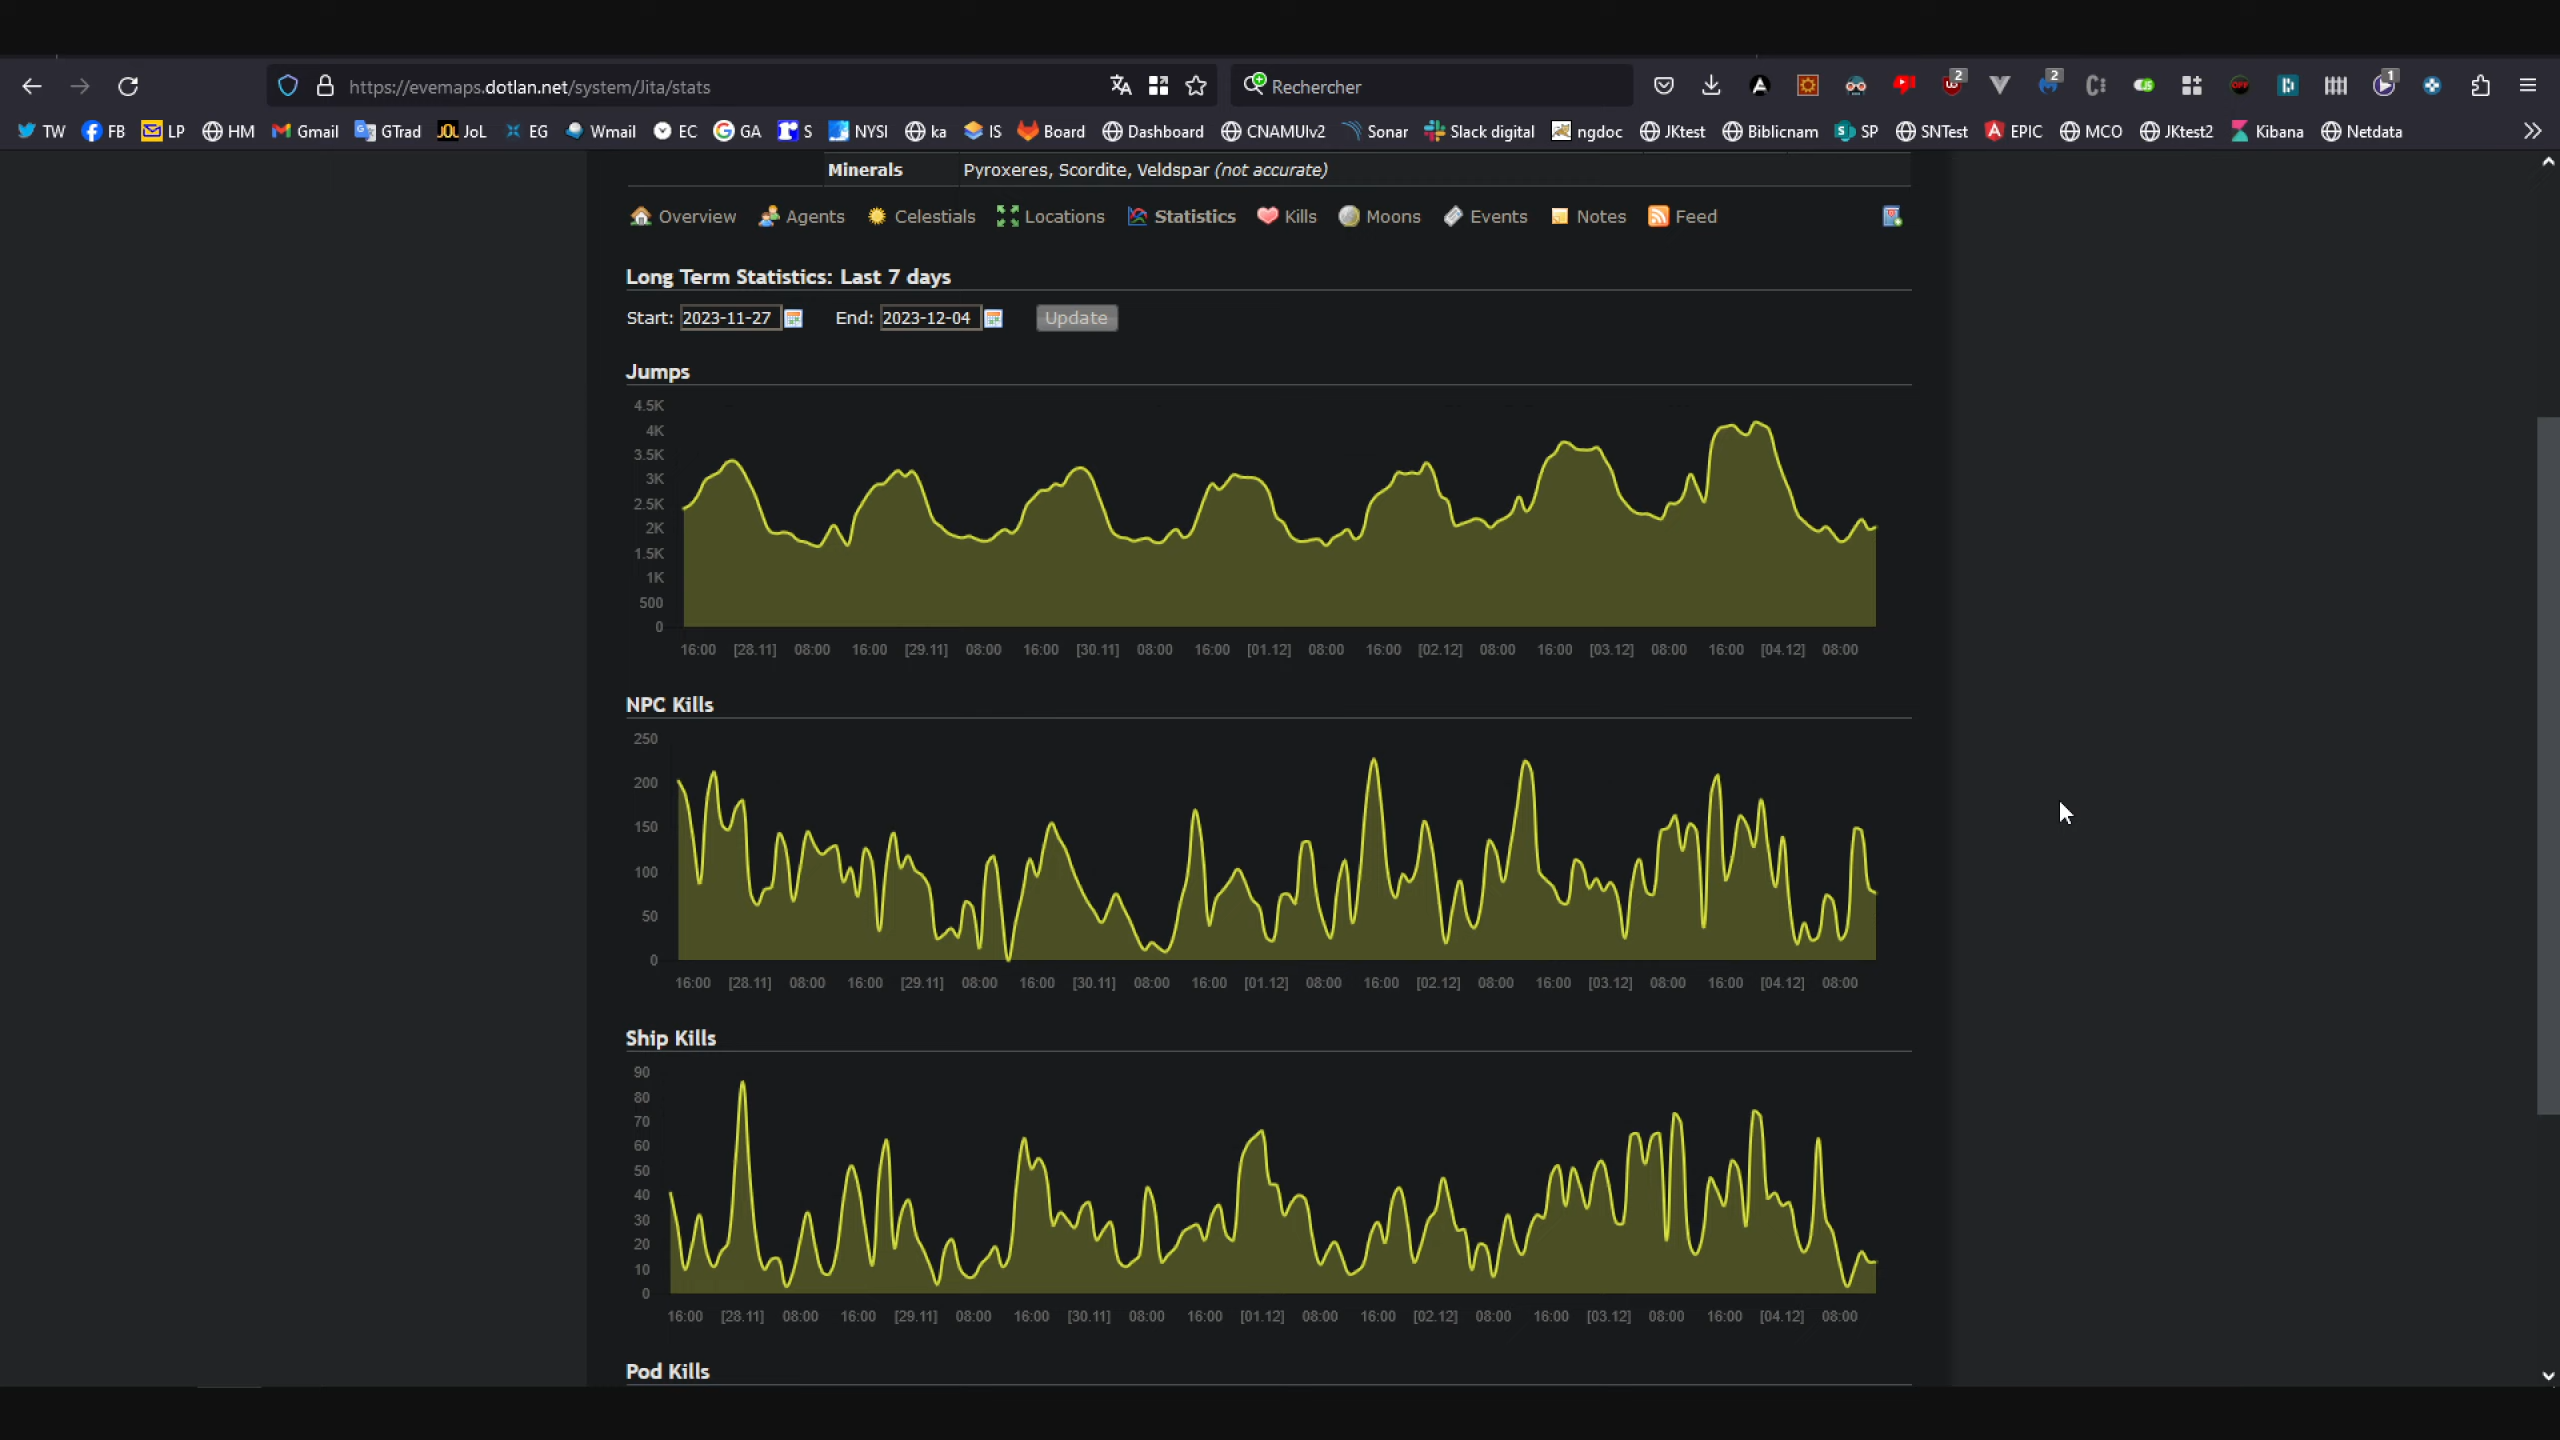 https://evemaps.dotlan.net/system/Jita/stats
Rechercher
2
2
OFF
1
TW FB LP HM Gmail GTrad JOL JoL EG Wmail EC GA S NYSI ka IS Board Dashboard CNAMUIv2 Sonar Slack digital ngdoc JKtest Biblicnam SP SNTest EPIC MCO JKtest2 Kibana Netdata
Minerals Pyroxeres, Scordite, Veldspar (not accurate)
Overview Agents Celestials Locations Statistics Kills Moons Events Notes Feed
Long Term Statistics: Last 7 days
Start: 2023-11-27 End: 2023-12-04 Update
Jumps
4.5K
4K
3.5K
3K
2.5K
2K
1.5K
1K
500
0
16:00 [28.11] 08:00 16:00 [29.11] 08:00 16:00 [30.11] 08:00 16:00 [01.12] 08:00 16:00 [02.12] 08:00 16:00 [03.12] 08:00 16:00 [04.12] 08:00
NPC Kills
250
200
150
100
50
0
16:00 [28.11] 08:00 16:00 [29.11] 08:00 16:00 [30.11] 08:00 16:00 [01.12] 08:00 16:00 [02.12] 08:00 16:00 [03.12] 08:00 16:00 [04.12] 08:00
Ship Kills
90
80
70
60
50
40
30
20
10
0
16:00 [28.11] 08:00 16:00 [29.11] 08:00 16:00 [30.11] 08:00 16:00 [01.12] 08:00 16:00 [02.12] 08:00 16:00 [03.12] 08:00 16:00 [04.12] 08:00
Pod Kills